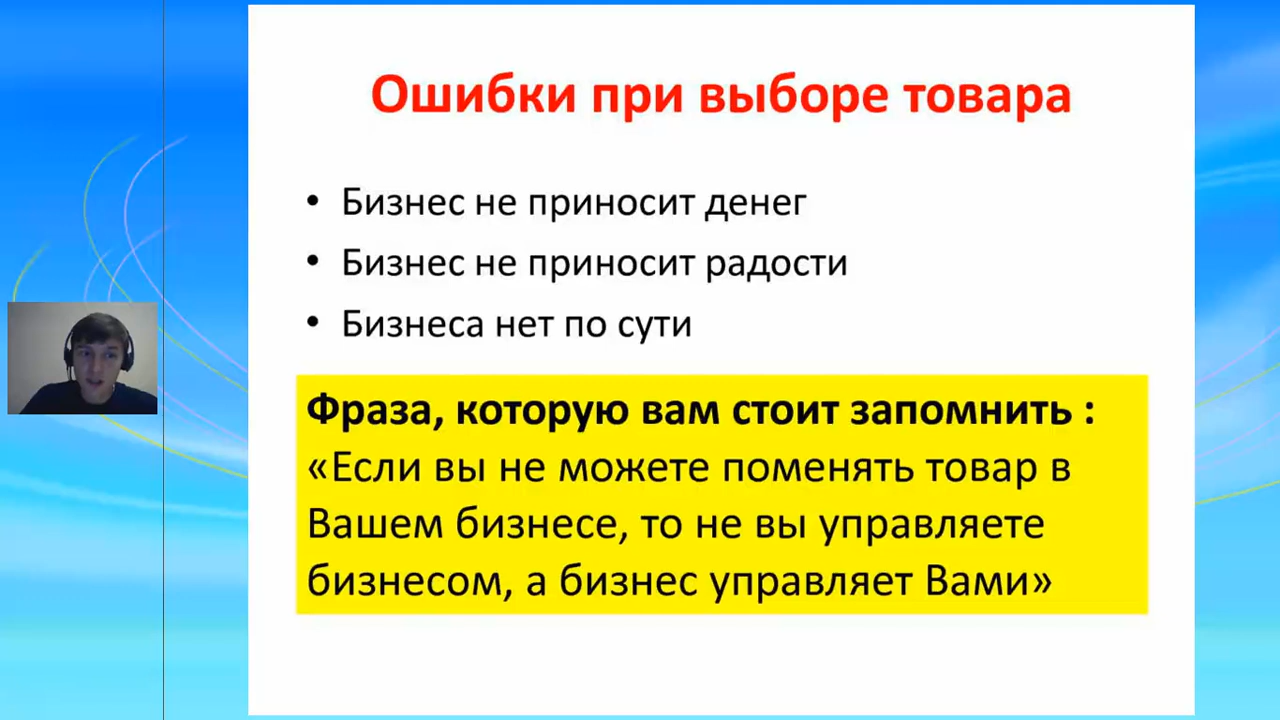 Ошибки при выборе товара
• Бизнес не приносит денег
• Бизнес не приносит радости
• Бизнеса нет по сути
Фраза, которую вам стоит запомнить :
«Если вы не можете поменять товар в
Вашем бизнесе, то не вы управляете
бизнесом, а бизнес управляет Вами»